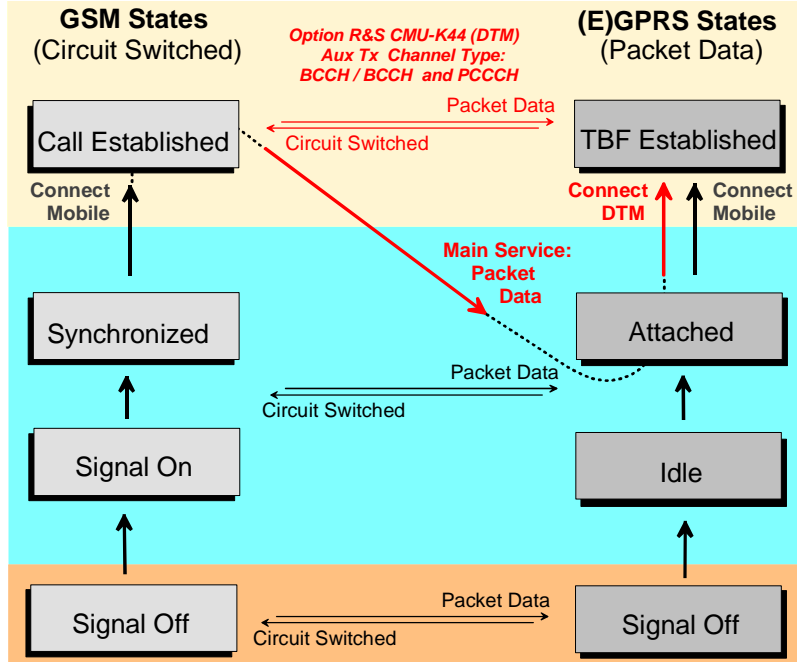 GSM States
(Circuit Switched)
Option R&S CMU-K44 (DTM)
Aux Tx Channel Type:
BCCH / BCCH and PCCCH
(E)GPRS States
(Packet Data)
Call Established
Packet Data
Circuit Switched
TBF Established
Connect
Mobile
Connect
DTM
Connect
Mobile
Main Service:
Packet
Data
Synchronized
Attached
Packet Data
Circuit Switched
Signal On
Idle
Signal Off
Packet Data
Circuit Switched
Signal Off